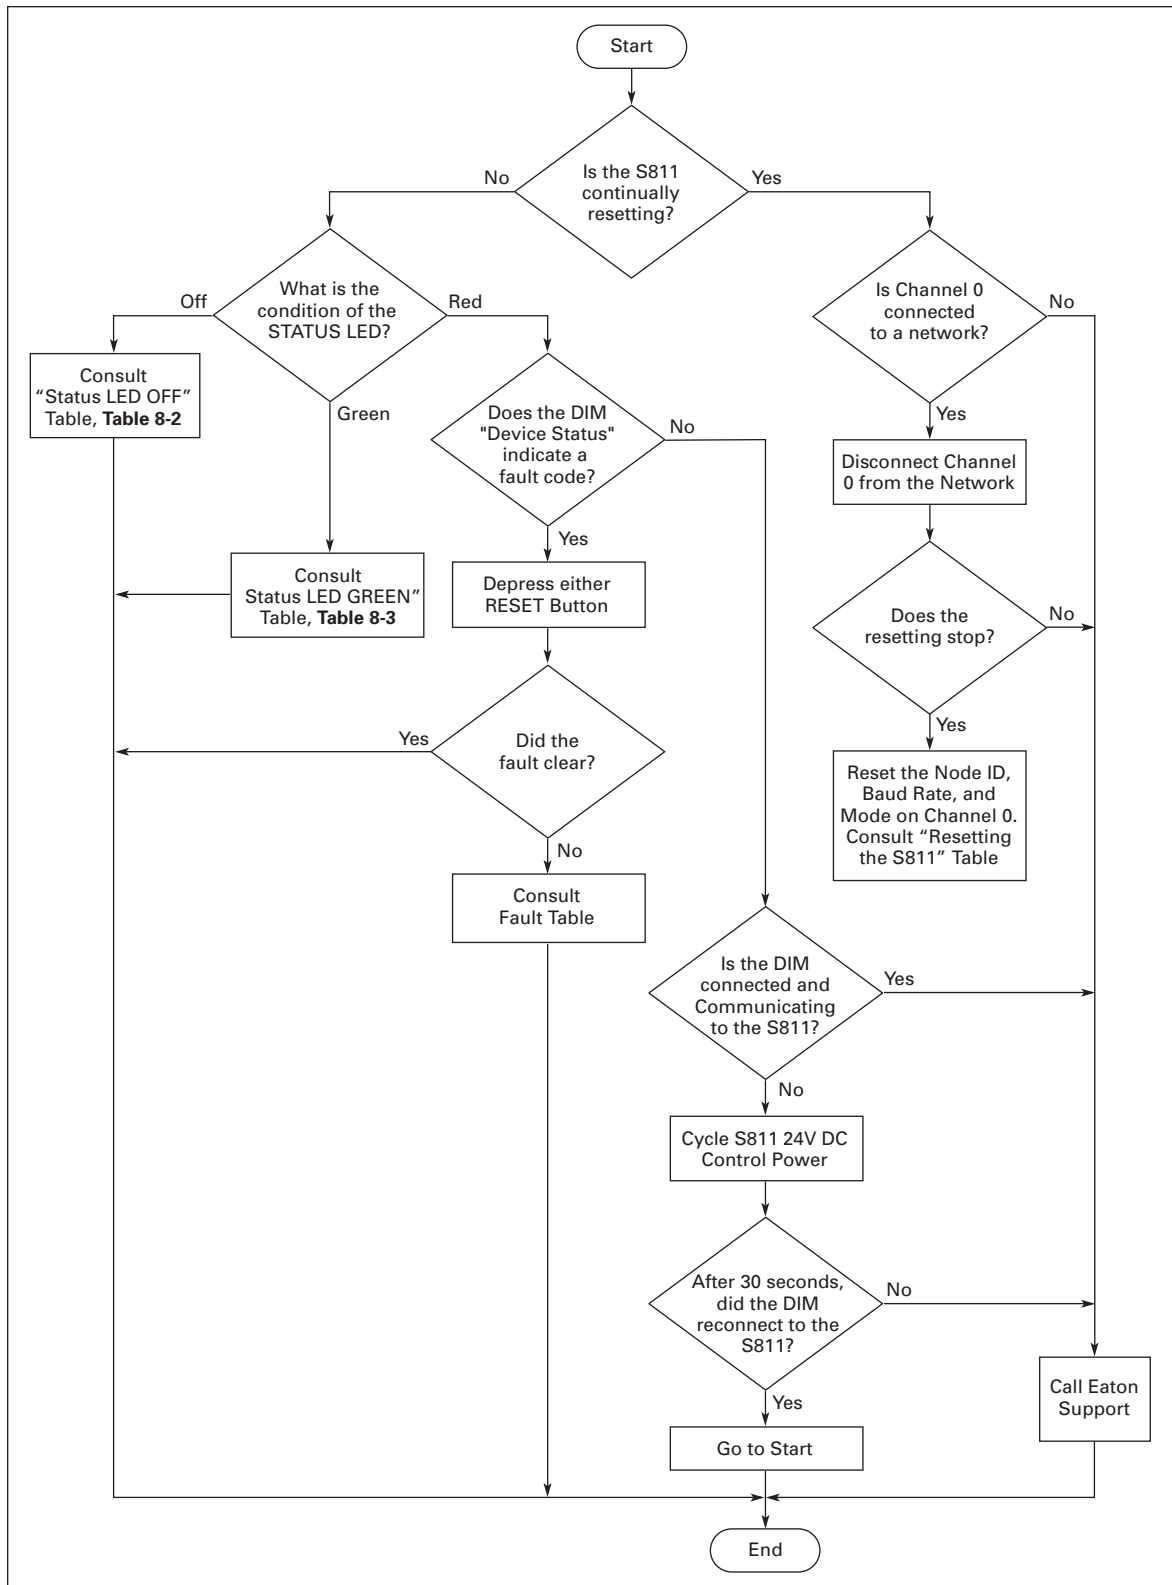 Start
Is the S811
continually
resetting?
No
Yes
What is the
condition of the
STATUS LED?
Off
Red
Green
Is Channel 0
connected
to a network?
No
Yes
Consult
“Status LED OFF”
Table, Table 8-2
Does the DIM
"Device Status"
indicate a
fault code?
No
Yes
Disconnect Channel
0 from the Network
Consult
Status LED GREEN”
Table, Table 8-3
Depress either
RESET Button
Does the
resetting stop?
No
Yes
Did the
fault clear?
Yes
No
Reset the Node ID,
Baud Rate, and
Mode on Channel 0.
Consult “Resetting
the S811” Table
Consult
Fault Table
Is the DIM
connected and
Communicating
to the S811?
Yes
No
Cycle S811 24V DC
Control Power
After 30 seconds,
did the DIM
reconnect to the
S811?
No
Yes
Call Eaton
Support
Go to Start
End